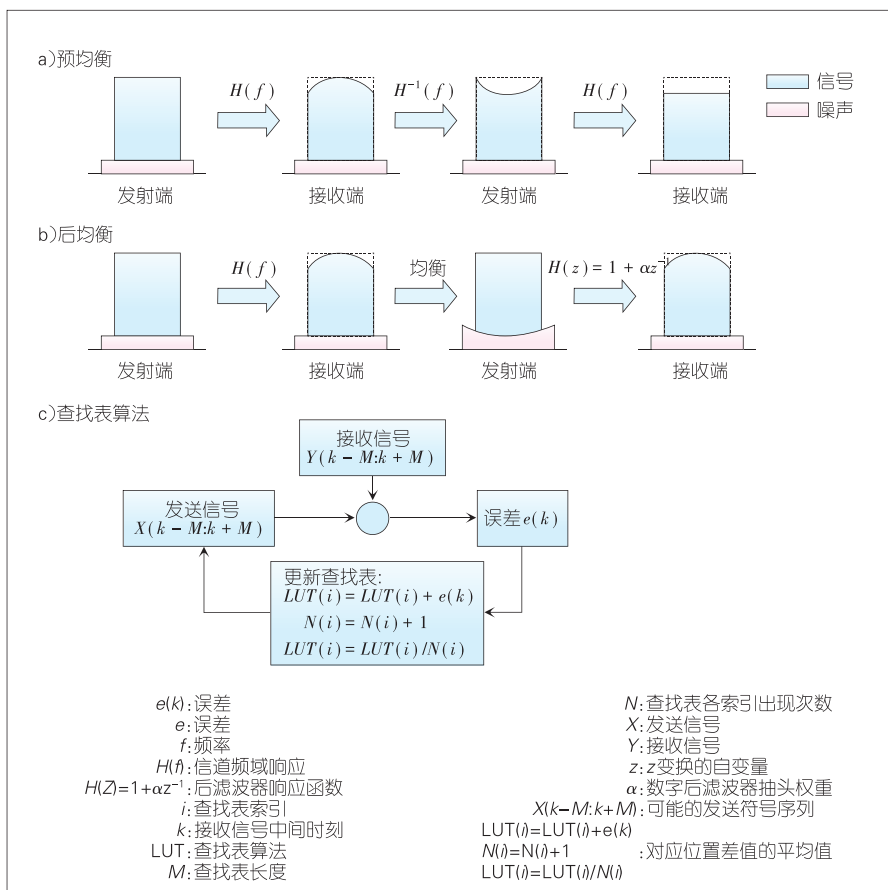 a)预均衡
H(f)
H⁻¹(f)
H(f)
信号
噪声
发射端
接收端
发射端
接收端
b)后均衡
H(f)
均衡
H(z) = 1 + αz⁻¹
发射端
接收端
发射端
接收端
c)查找表算法
接收信号
Y(k - M:k + M)
发送信号
X(k - M:k + M)
误差e(k)
更新查找表:
LUT(i) = LUT(i) + e(k)
N(i) = N(i) + 1
LUT(i) = LUT(i)/N(i)
e(k):误差
e:误差
f:频率
H(f):信道频域响应
H(Z)=1+αz⁻¹:后滤波器响应函数
i:查找表索引
k:接收信号中间时刻
LUT:查找表算法
M:查找表长度
N:查找表各索引出现次数
X:发送信号
Y:接收信号
z:z变换的自变量
α:数字后滤波器抽头权重
X(k-M:k+M):可能的发送符号序列
LUT(i)=LUT(i)+e(k)
N(i)=N(i)+1 :对应位置差值的平均值
LUT(i)=LUT(i)/N(i)